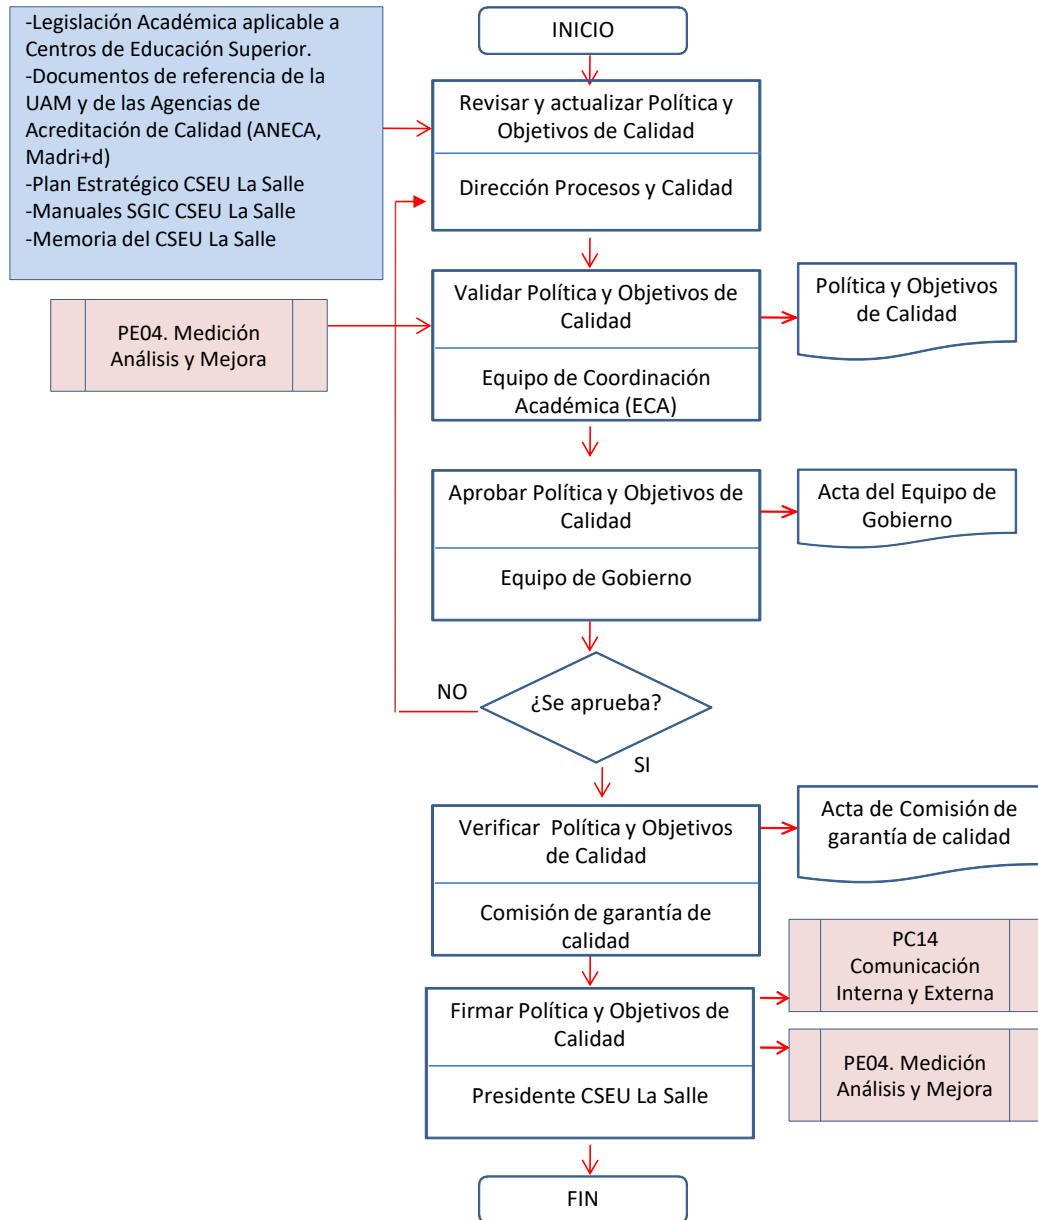 -Legislación Académica aplicable a
Centros de Educación Superior.
-Documentos de referencia de la
UAM y de las Agencias de
Acreditación de Calidad (ANECA,
Madri+d)
-Plan Estratégico CSEU La Salle
-Manuales SGIC CSEU La Salle
-Memoria del CSEU La Salle
INICIO
Revisar y actualizar Política y
Objetivos de Calidad
Dirección Procesos y Calidad
PE04. Medición
Análisis y Mejora
Validar Política y Objetivos de
Calidad
Equipo de Coordinación
Académica (ECA)
Política y Objetivos
de Calidad
Aprobar Política y Objetivos de
Calidad
Equipo de Gobierno
Acta del Equipo de
Gobierno
¿Se aprueba?
NO
SI
Verificar Política y Objetivos
de Calidad
Comisión de garantía de
calidad
Acta de Comisión de
garantía de calidad
PC14
Comunicación
Interna y Externa
Firmar Política y Objetivos de
Calidad
Presidente CSEU La Salle
PE04. Medición
Análisis y Mejora
FIN